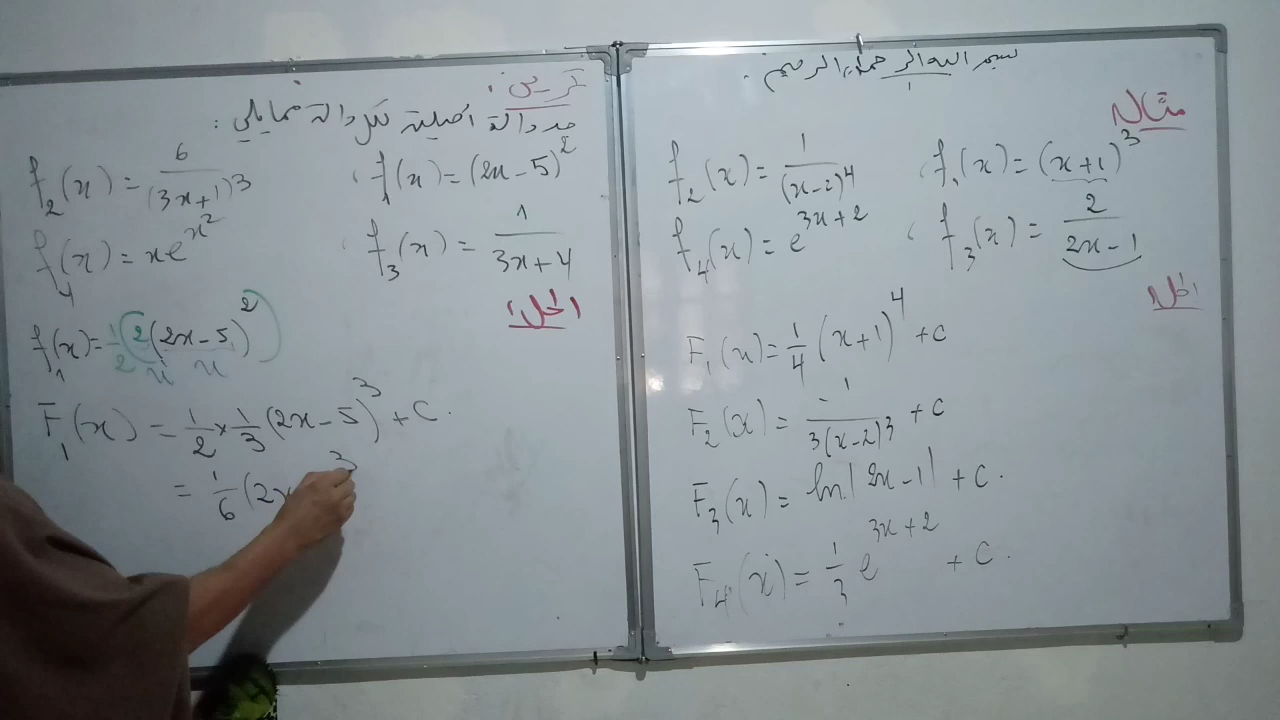 بسم الله الرحمان الرحيم.
مثال
f₁(x) = (x+1)³ ، f₂(x) = 1/(x-2)⁴
f₃(x) = 2/(2x-1) ، f₄(x) = e^(3x+2)
الحل
F₁(x) = 1/4 (x+1)⁴ + c
F₂(x) = -1/(3(x-2)³) + c
F₃(x) = ln|2x-1| + c.
F₄(x) = 1/3 e^(3x+2) + c.
تمرين:
جد دالة أصلية لكل دالة مما يلي:
f₁(x) = (2x-5)² ، f₂(x) = 6/(3x+1)³
f₃(x) = 1/(3x+4) ، f₄(x) = xe^(x²)
الحل:
f₁(x) = 1/2 (2(2x-5)²)
u' u
F₁(x) = 1/2 × 1/3 (2x-5)³ + c.
= 1/6 (2x 3